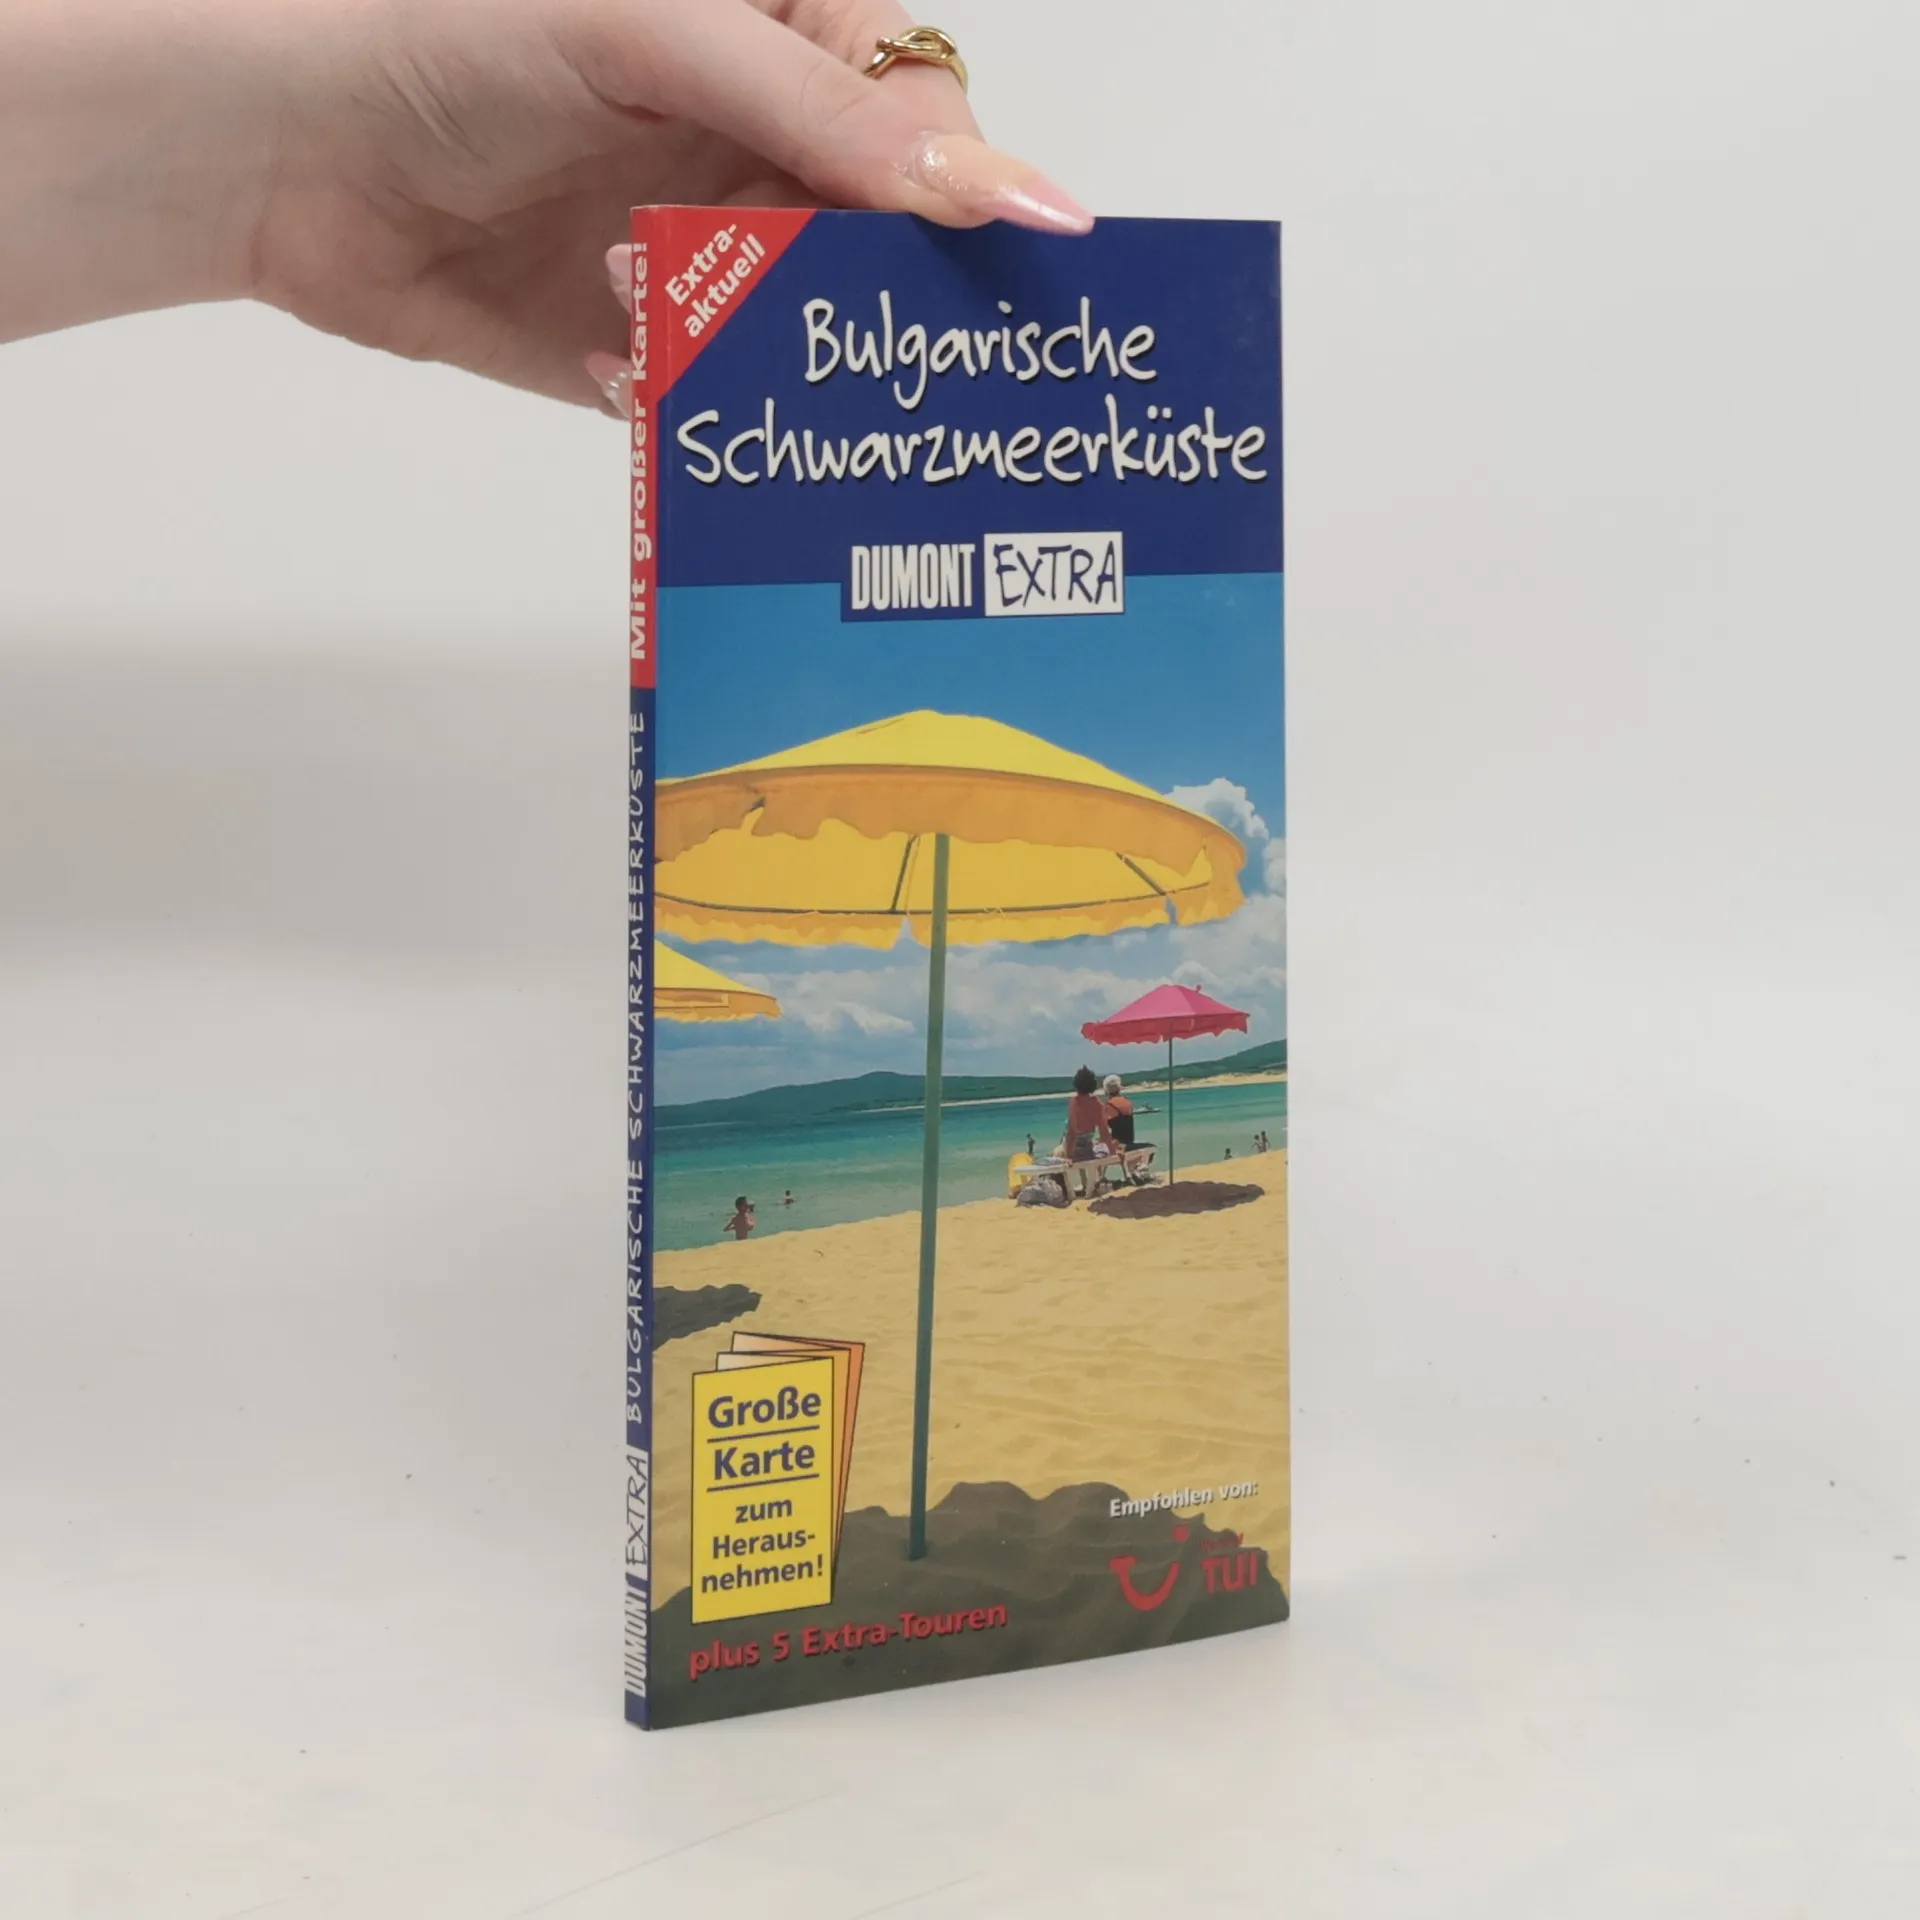 Extra-
aktuell
Bulgarische
Schwarzmeerküste
DUMONT EXTRA
Große
Karte
zum
Heraus-
nehmen!
plus 5 Extra-Touren
Empfohlen von:
TUI
DUMONT EXTRA BULGARISCHE SCHWARZMEERKÜSTE Mit großer Karte!